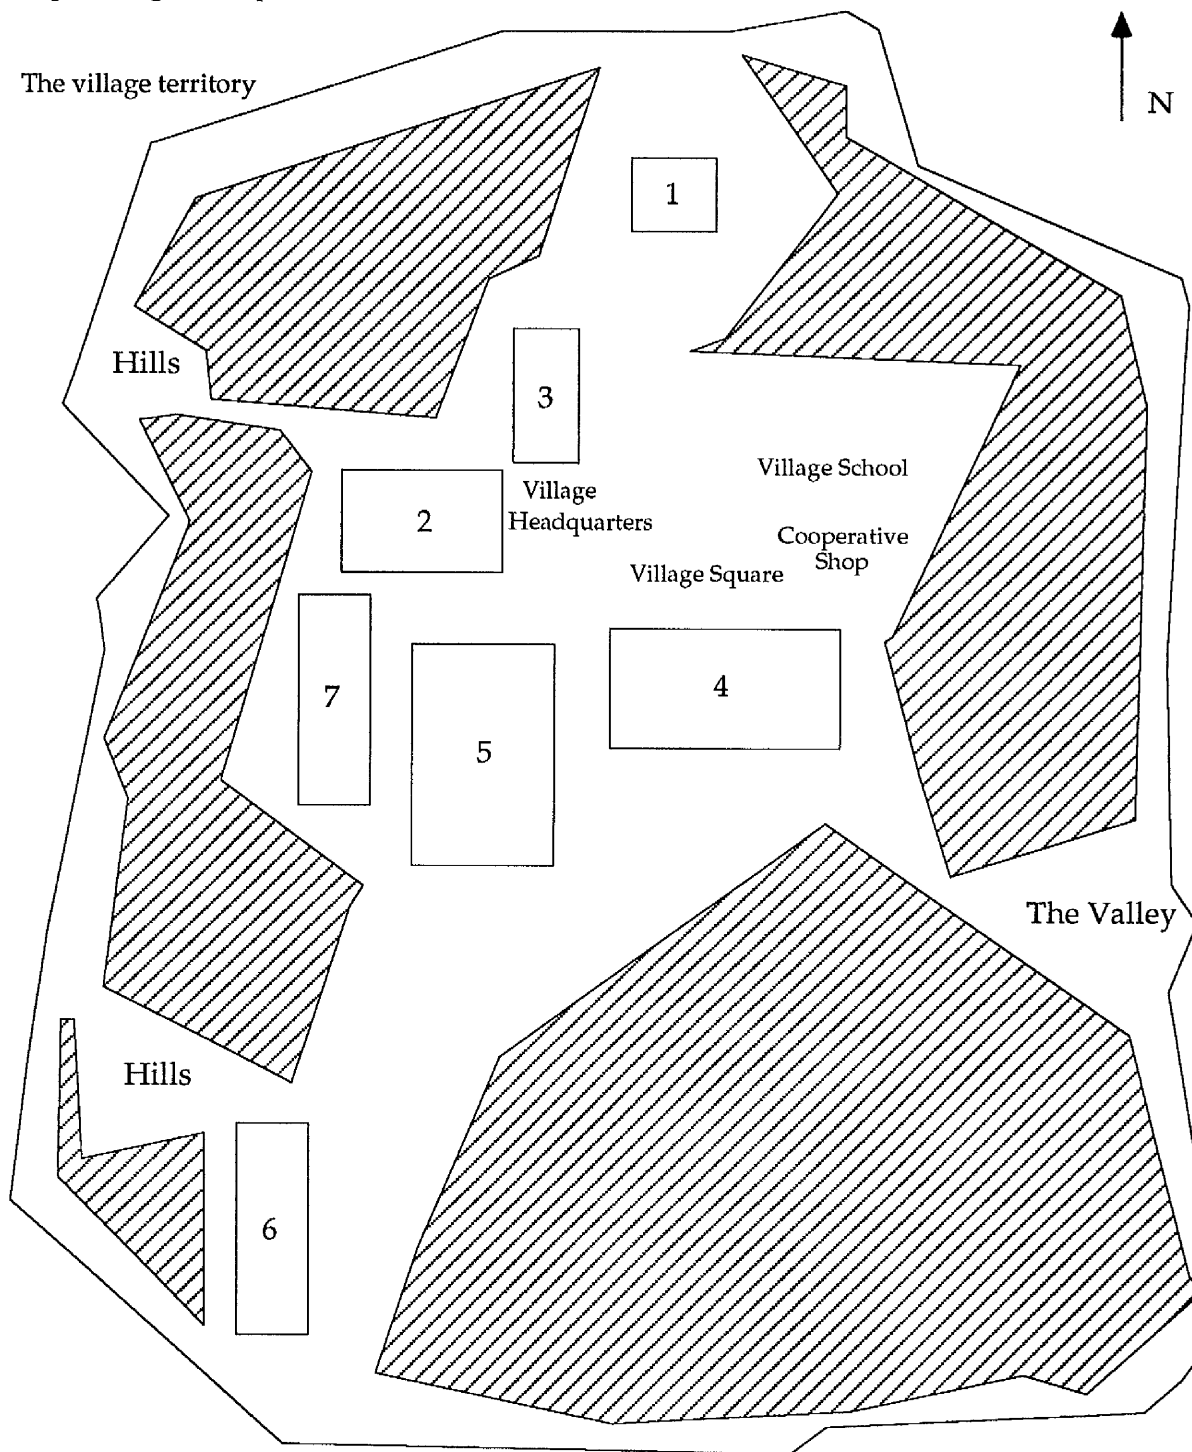 The village territory
N
1
Hills
3
Village School
2
Village
Headquarters
Cooperative
Shop
Village Square
7
5
4
The Valley
Hills
6